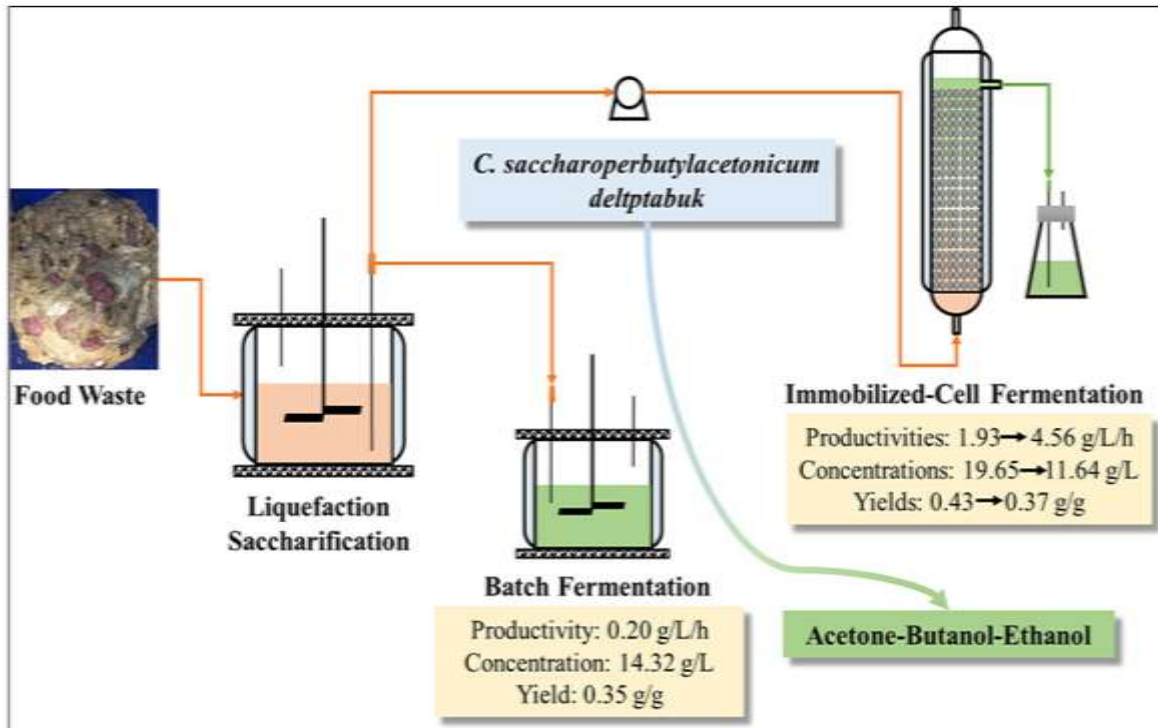 C. saccharoperbutylacetonicum
deltptabuk
Food Waste
Liquefaction
Saccharification
Batch Fermentation
Productivity: 0.20 g/L/h
Concentration: 14.32 g/L
Yield: 0.35 g/g
Immobilized-Cell Fermentation
Productivities: 1.93→4.56 g/L/h
Concentrations: 19.65→11.64 g/L
Yields: 0.43→0.37 g/g
Acetone-Butanol-Ethanol